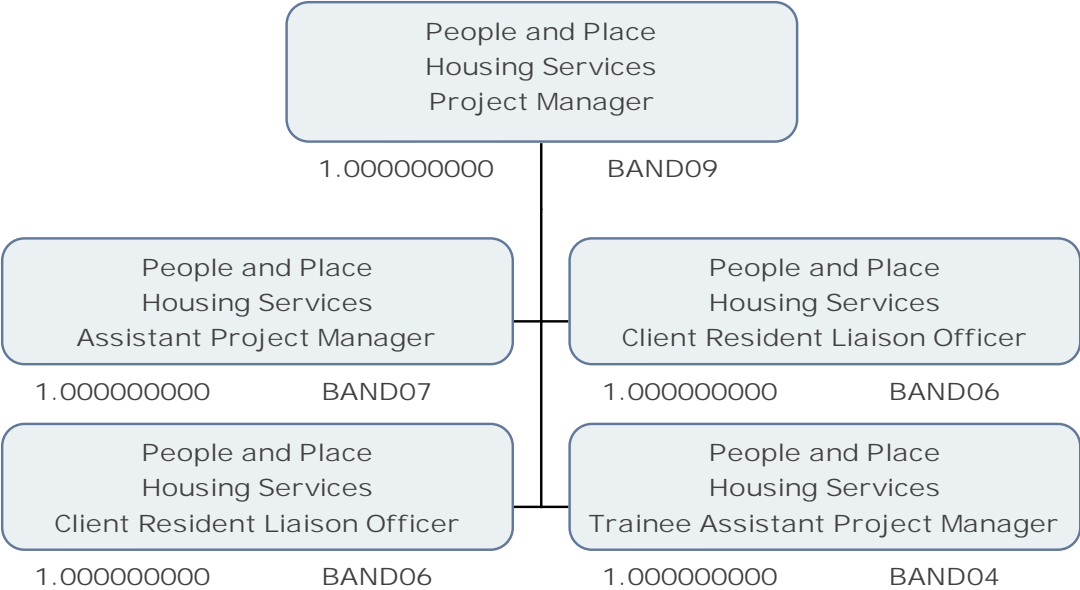 People and Place
Housing Services
Project Manager
1.000000000 BAND09
People and Place
Housing Services
Assistant Project Manager
1.000000000 BAND07
People and Place
Housing Services
Client Resident Liaison Officer
1.000000000 BAND06
People and Place
Housing Services
Client Resident Liaison Officer
1.000000000 BAND06
People and Place
Housing Services
Trainee Assistant Project Manager
1.000000000 BAND04